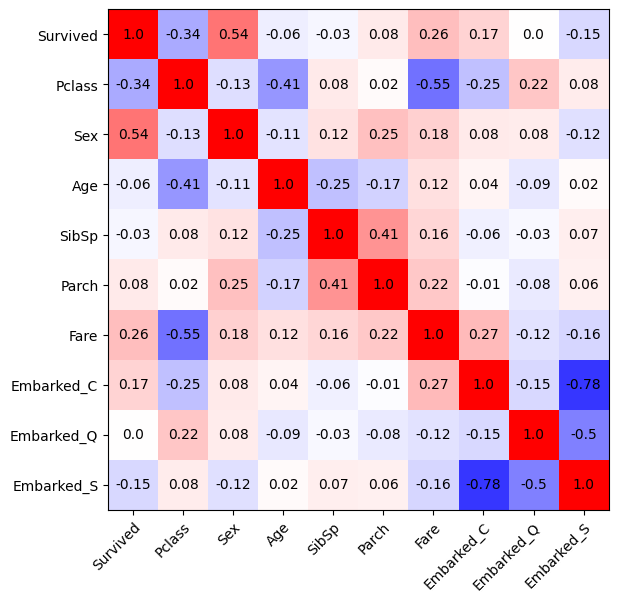 Survived 1.0 -0.34 0.54 -0.06 -0.03 0.08 0.26 0.17 0.0 -0.15
Pclass -0.34 1.0 -0.13 -0.41 0.08 0.02 -0.55 -0.25 0.22 0.08
Sex 0.54 -0.13 1.0 -0.11 0.12 0.25 0.18 0.08 0.08 -0.12
Age -0.06 -0.41 -0.11 1.0 -0.25 -0.17 0.12 0.04 -0.09 0.02
SibSp -0.03 0.08 0.12 -0.25 1.0 0.41 0.16 -0.06 -0.03 0.07
Parch 0.08 0.02 0.25 -0.17 0.41 1.0 0.22 -0.01 -0.08 0.06
Fare 0.26 -0.55 0.18 0.12 0.16 0.22 1.0 0.27 -0.12 -0.16
Embarked_C 0.17 -0.25 0.08 0.04 -0.06 -0.01 0.27 1.0 -0.15 -0.78
Embarked_Q 0.0 0.22 0.08 -0.09 -0.03 -0.08 -0.12 -0.15 1.0 -0.5
Embarked_S -0.15 0.08 -0.12 0.02 0.07 0.06 -0.16 -0.78 -0.5 1.0
Survived Pclass Sex Age SibSp Parch Fare Embarked_C Embarked_Q Embarked_S